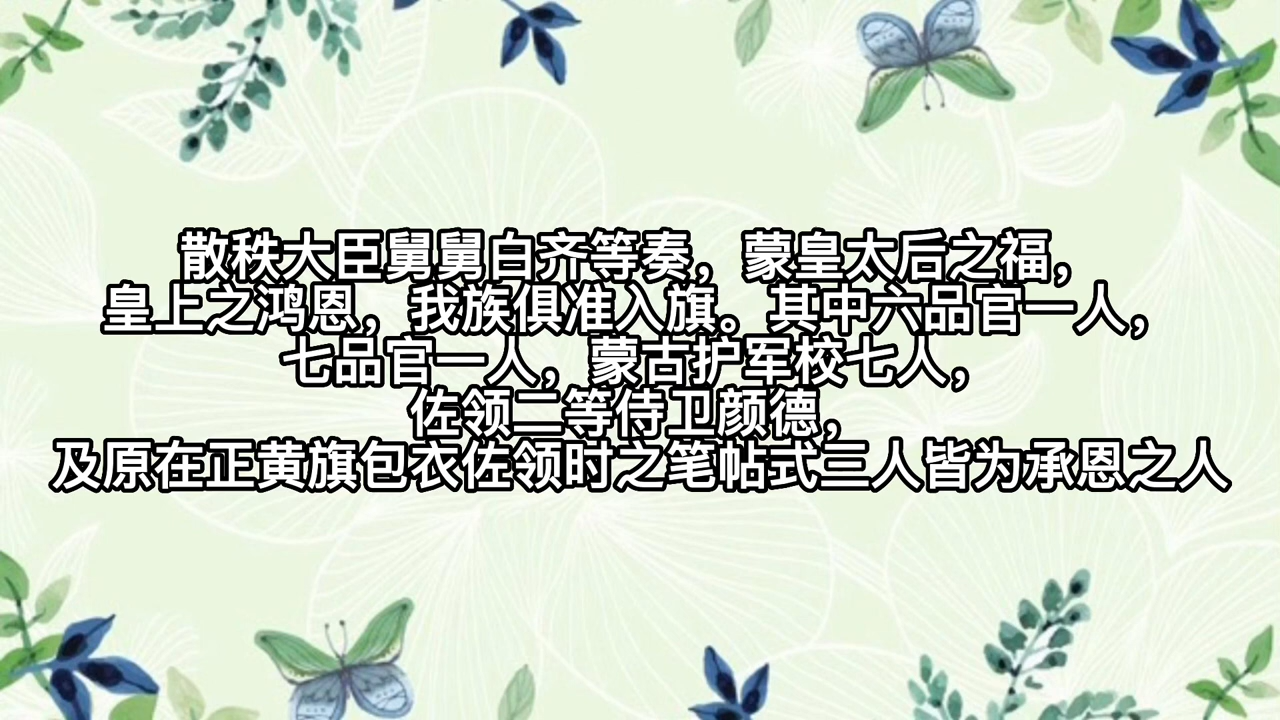 散秩大臣舅舅白齐等奏，蒙皇太后之福，
皇上之鸿恩，我族俱准入旗。其中六品官一人，
七品官一人，蒙古护军校七人，
佐领二等侍卫颜德，
及原在正黄旗包衣佐领时之笔帖式三人皆为承恩之人